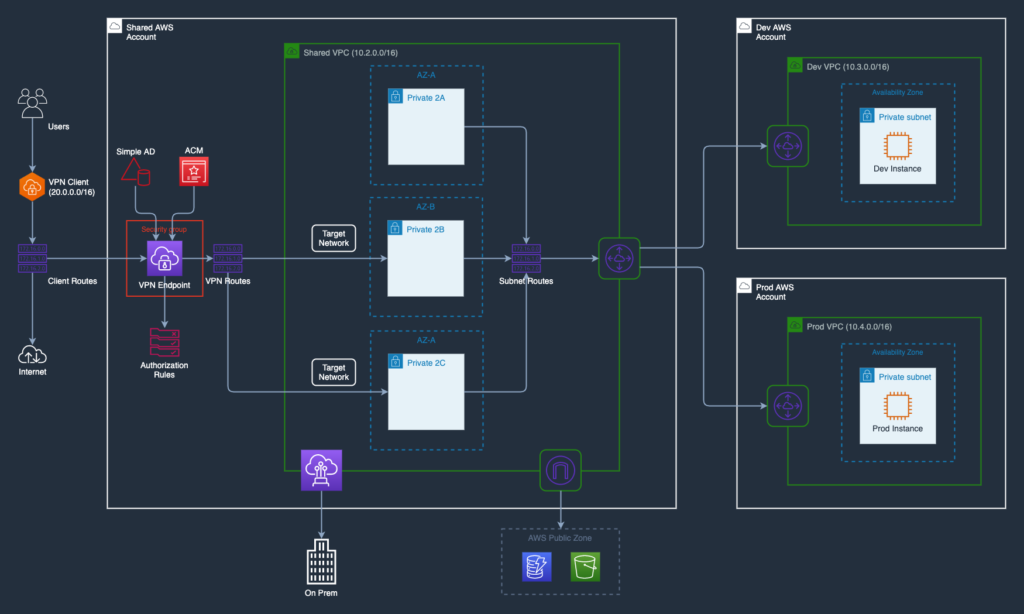 Shared AWS
Account
Shared VPC (10.2.0.0/16)
AZ-A
Private 2A
Users
VPN Client
(20.0.0.0/16)
Simple AD
ACM
Security group
VPN Endpoint
Client Routes
VPN Routes
Internet
Authorization
Rules
AZ-B
Private 2B
Target
Network
Subnet Routes
AZ-A
Private 2C
Target
Network
On Prem
AWS Public Zone
Dev AWS
Account
Dev VPC (10.3.0.0/16)
Availability Zone
Private subnet
Dev Instance
Prod AWS
Account
Prod VPC (10.4.0.0/16)
Availability Zone
Private subnet
Prod Instance